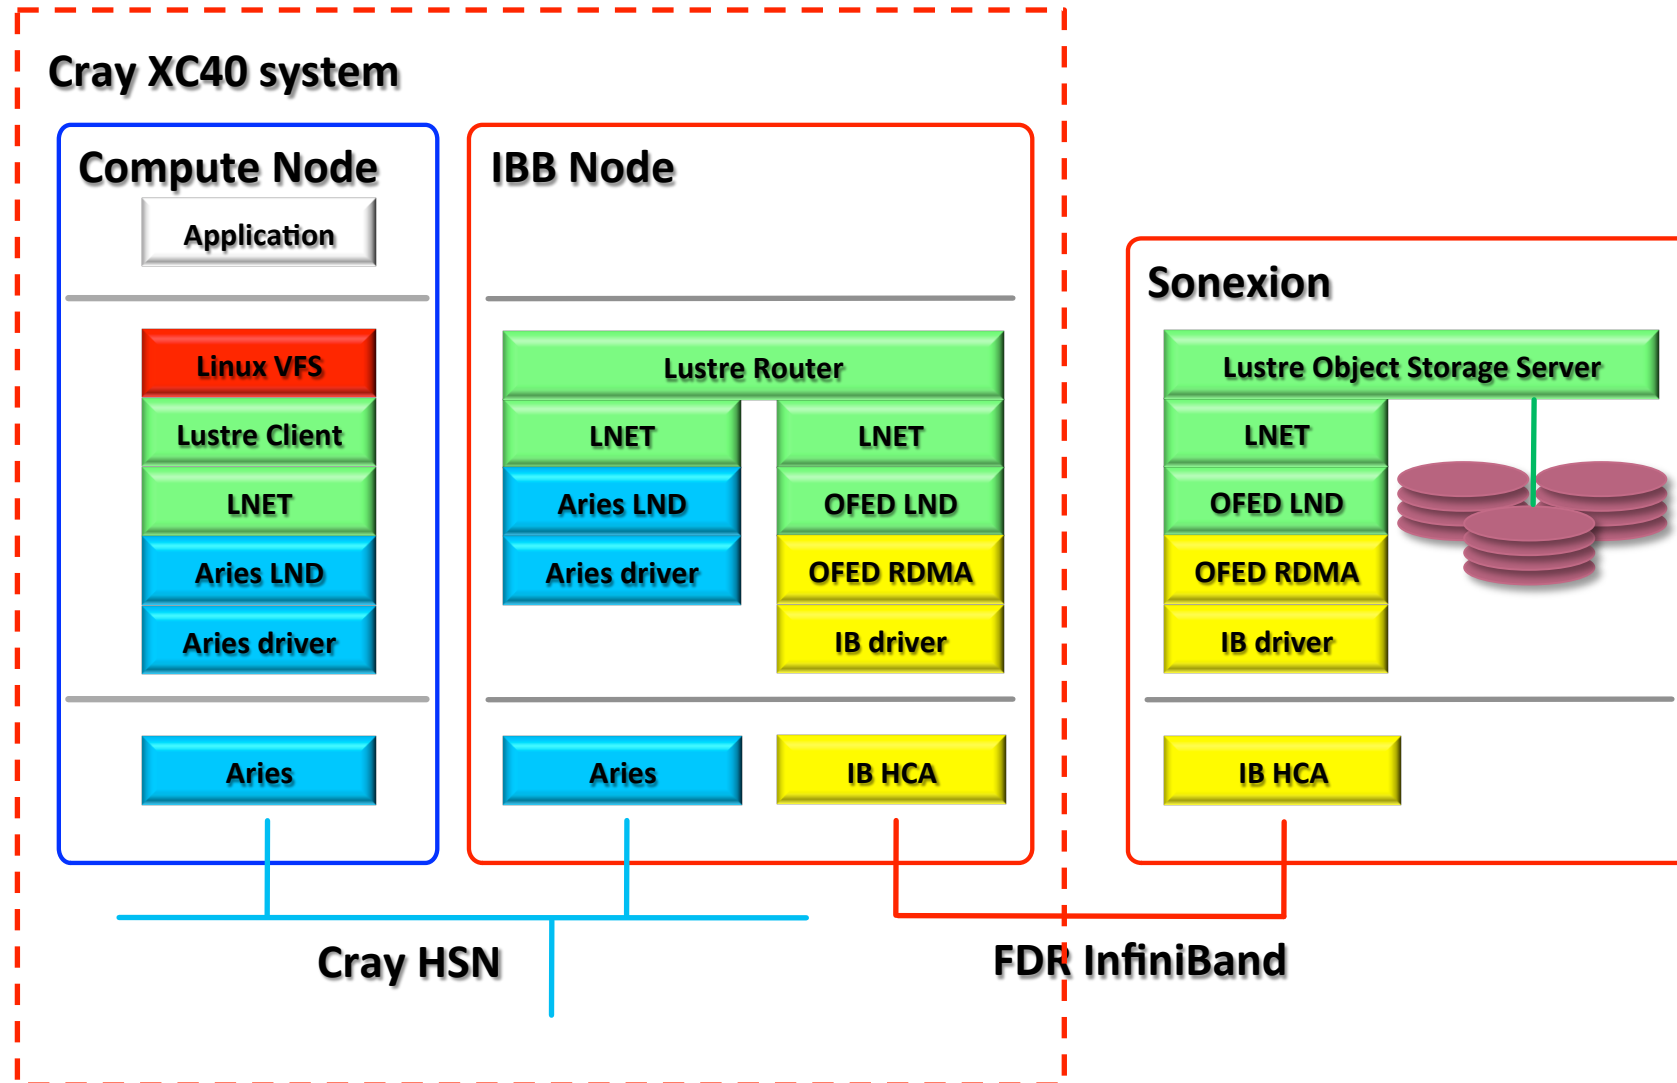 Cray XC40 system
Compute Node
Application
Linux VFS
Lustre Client
LNET
Aries LND
Aries driver
Aries
IBB Node
Lustre Router
LNET
Aries LND
Aries driver
Aries
LNET
OFED LND
OFED RDMA
IB driver
IB HCA
Sonexion
Lustre Object Storage Server
LNET
OFED LND
OFED RDMA
IB driver
IB HCA
Cray HSN
FDR InfiniBand